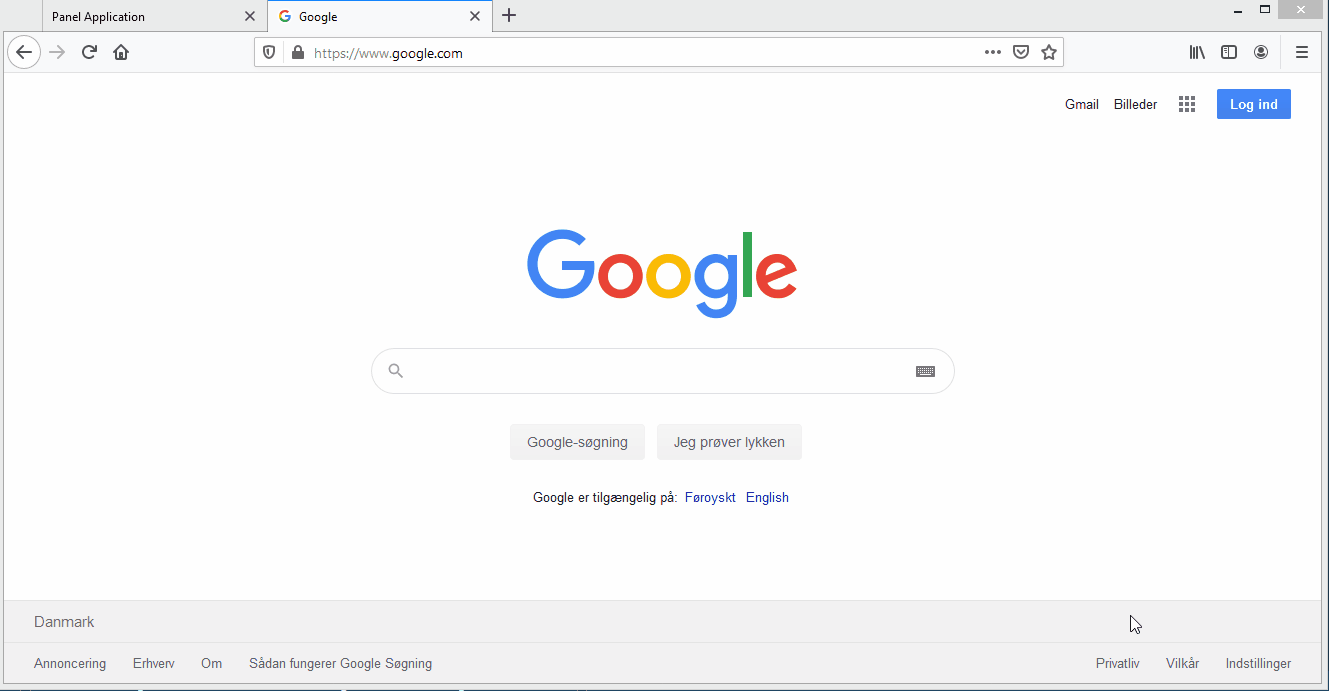 Panel Application
Google
https://www.google.com
Gmail Billeder Log ind
Google
Google-søgning Jeg prøver lykken
Google er tilgængelig på: Føroyskt English
Danmark
Annoncering Erhverv Om Sådan fungerer Google Søgning Privatliv Vilkår Indstillinger